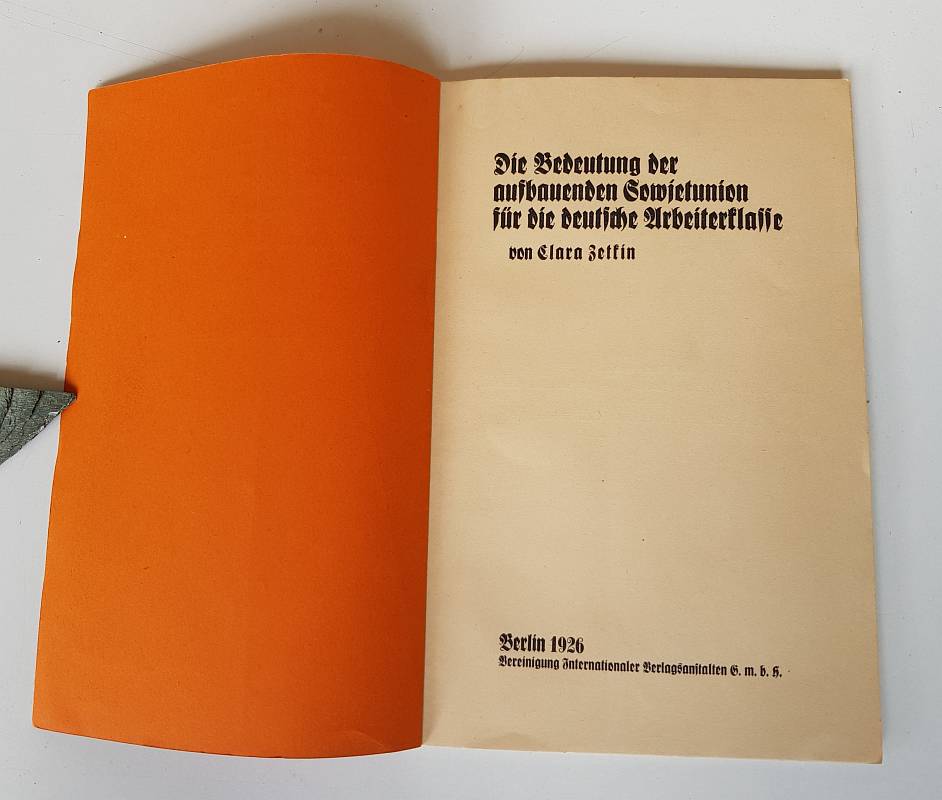 Die Bedeutung der
aufbauenden Sowjetunion
für die deutsche Arbeiterklasse
von Clara Zetkin
Berlin 1926
Vereinigung Internationaler Verlagsanstalten G. m. b. H.